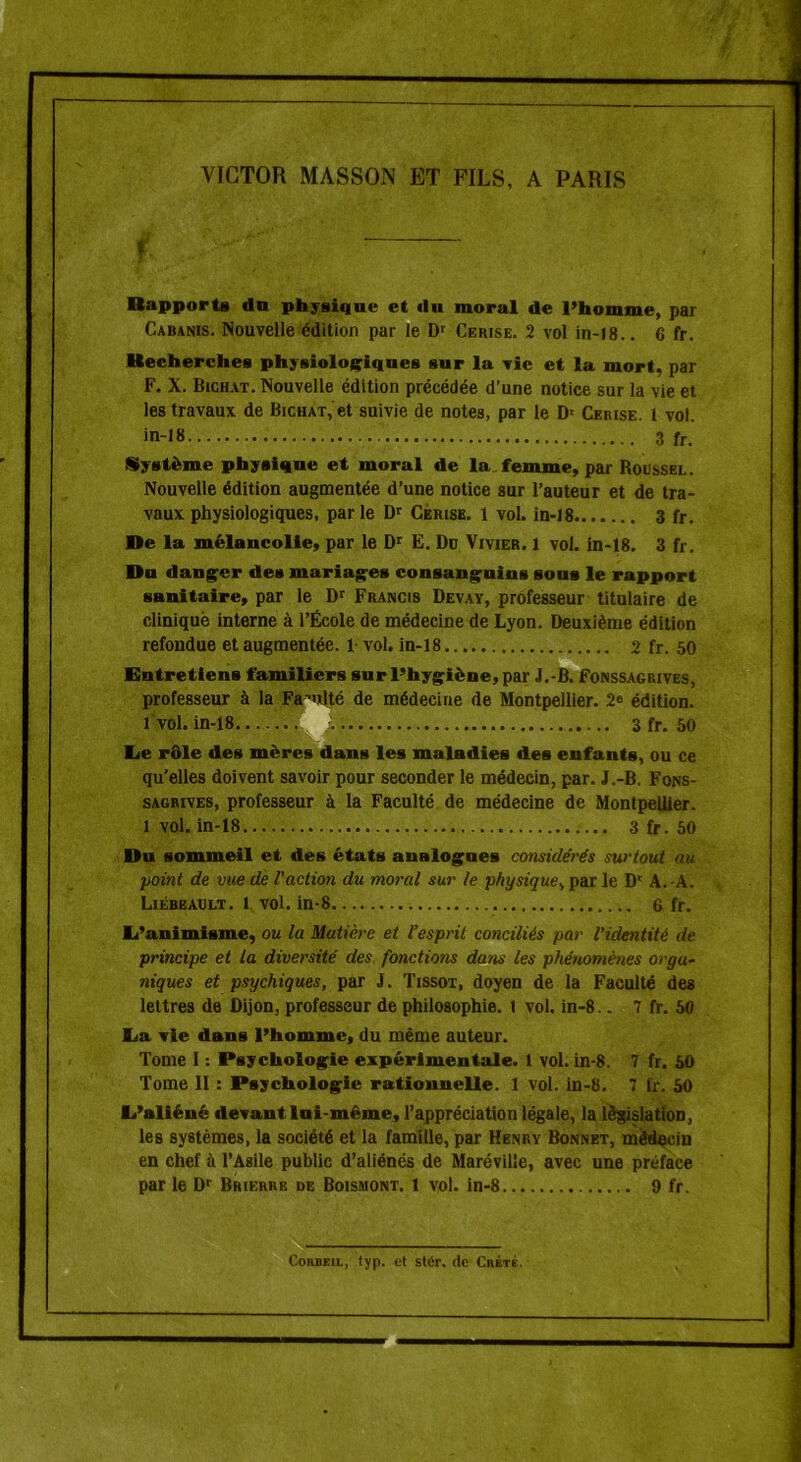 VICTOR MASSON ET FILS, A PARIS
Rapports du physique et du moral de l'homme, par
CABANIS. Nouvelle édition par le Dr CERISE. 2 vol in-18.. 6 fr.
Recherches physiologiques sur la vie et la mort, par
F. X. BICHAT. Nouvelle édition précédée d'une notice sur la vie et
les travaux de BICHAT, et suivie de notes, par le Dr CERISE. 1 vol.
in-18........ 3 fr.
Système physique et moral de la femme, par ROUSSEL.
Nouvelle édition augmentée d'une notice sur l'auteur et de tra-
vaux physiologiques, par le Dr CERISE. 1 vol. in-18....... 3 fr.
De la mélancolie, par le Dr E. DU VIVIER. 1 vol. in-18. 3 fr.
Du danger des mariages consanguins sous le rapport
sanitaire, par le Dr FRANCIS DEVAY, professeur titulaire de
clinique interne à l'École de médecine de Lyon. Deuxième édition
refondue et augmentée. 1 vol. in-18........ 2 fr. 50
Entretiens familiers sur l'hygiène, par J.-B. FONSSAGRIVES,
professeur à la Faculté de médecine de Montpellier. 2e édition.
1 vol. in-18........ 3 fr. 50
Le rôle des mères dans les maladies des enfants, ou ce
qu'elles doivent savoir pour seconder le médecin, par. J.-B. FONS-
SAGRIVES, professeur à la Faculté de médecine de Montpellier.
1 vol. in-18........ 3 fr. 50
Du sommeil et des états analogues considérés surtout au
point de vue de l'action du moral sur le physique, par le Dr A.-A.
LIÉBEAULT. 1 vol. in-8........ 6 fr.
L'animisme, ou la Matière et l'esprit conciliés par l'identité de
principe et la diversité des fonctions dans les phénomènes orga-
niques et psychiques, par J. TISSOT, doyen de la Faculté des
lettres de Dijon, professeur de philosophie. 1 vol. in-8.. 7 fr. 50
La vie dans l'homme, du même auteur.
Tome I : Psychologie expérimentale. 1 vol. in-8. 7 fr. 50
Tome II : Psychologie rationnelle. 1 vol. in-8. 7 fr. 50
L'aliéné devant lui-même, l'appréciation légale, la législation,
les systèmes, la société et la famille, par HENRY BONNET, médecin
en chef à l'Asile public d'aliénés de Maréville, avec une préface
par le Dr BRIERRE DE BOISMONT. 1 vol. in-8........ 9 fr.
CORBEIL, typ. et stér. de CRÉTÉ.